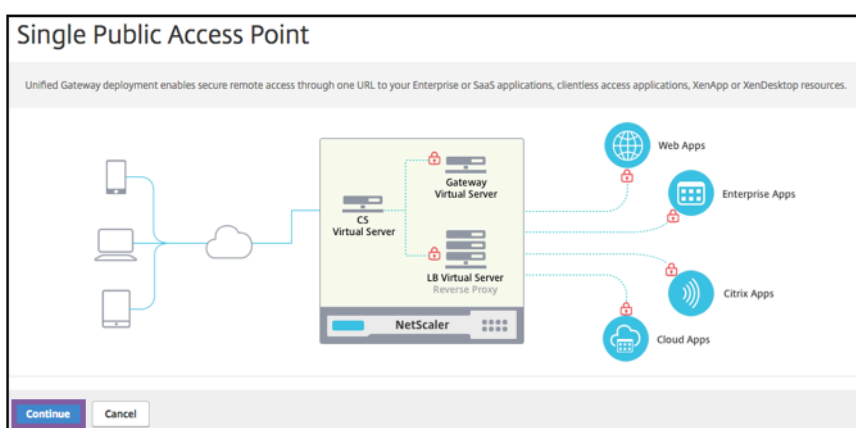 Single Public Access Point
Unified Gateway deployment enables secure remote access through one URL to your Enterprise or SaaS applications, clientless access applications, XenApp or XenDesktop resources.
Gateway
Virtual Server
CS
Virtual Server
LB Virtual Server
Reverse Proxy
NetScaler
Web Apps
Enterprise Apps
Citrix Apps
Cloud Apps
Continue
Cancel